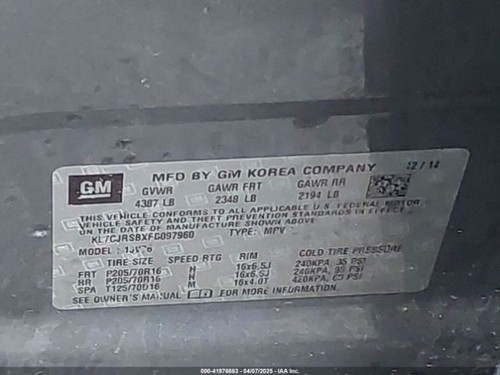 GM
MFD BY GM KOREA COMPANY 12/14
GVWR GAWR FRT GAWR RR
4387 LB 2348 LB 2194 LB
THIS VEHICLE CONFORMS TO ALL APPLICABLE U.S. FEDERAL MOTOR
VEHICLE SAFETY AND THEFT PREVENTION STANDARDS IN EFFECT
ON THE DATE OF MANUFACTURE SHOWN ABOVE
TYPE: MPV
MODEL :
TIRE SIZE SPEED RTG RIM COLD TIRE PRESSURE
FRT P205/70R16 H 16x6.5J 240KPA, 35 PSI
RR P205/70R16 H 16x6.5J 240KPA, 35 PSI
SPA T125/70D16 16x4.0T 420KPA,
SEE OWNER'S MANUAL FOR MORE INFORMATION
000-41976883 - 04/07/2025 - IAA Inc.